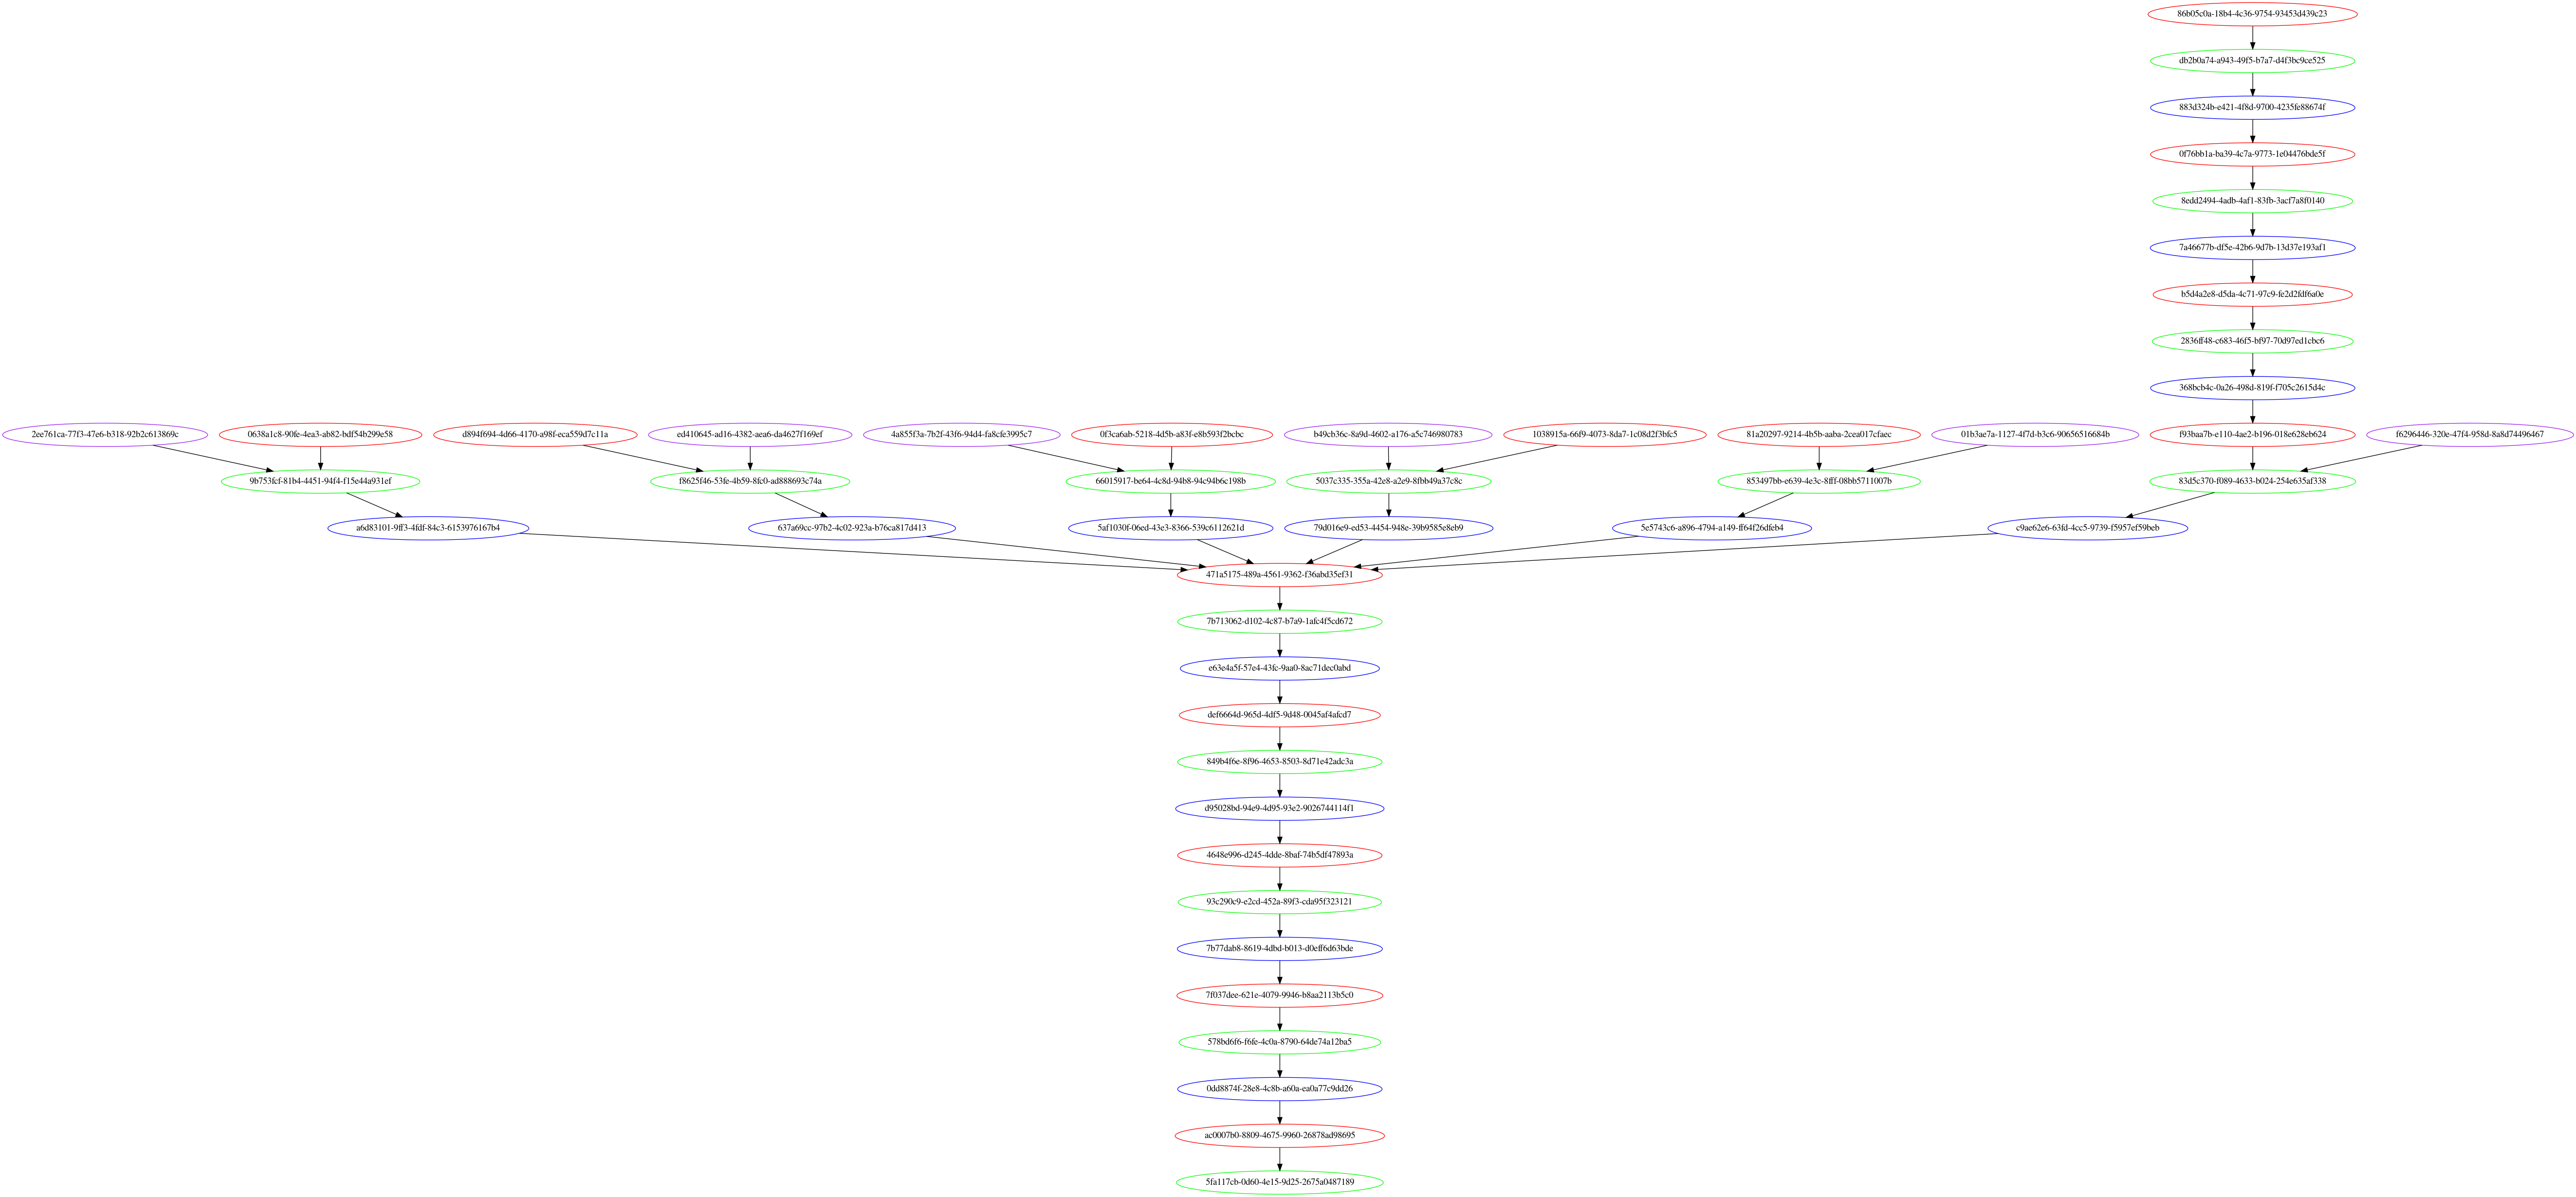 86b05c0a-18b4-4c36-9754-93453d439c23
db2b0a74-a943-49f5-b7a7-d4f3bc9ce525
883d324b-e421-4f8d-9700-4235fe88674f
0f76bb1a-ba39-4c7a-9773-1e04476bde5f
8edd2494-4adb-4af1-83fb-3acf7a8f0140
7a46677b-df5e-42b6-9d7b-13d37e193af1
b5d4a2e8-d5da-4c71-97c9-fe2d2fdf6a0e
2836ff48-c683-46f5-bf97-70d97ed1cbc6
368bcb4c-0a26-498d-819f-f705c2615d4c
2ee761ca-77f3-47e6-b318-92b2c613869c
0638a1c8-90fe-4ea3-ab82-bdf54b299e58
d894f694-4d66-4170-a98f-eca559d7c11a
ed410645-ad16-4382-aea6-da4627f169ef
4a855f3a-7b2f-43f6-94d4-fa8cfe3995c7
0f3ca6ab-5218-4d5b-a83f-e8b593f2bcbc
b49cb36c-8a9d-4602-a176-a5c746980783
1038915a-66f9-4073-8da7-1c08d2f3bfc5
81a20297-9214-4b5b-aaba-2cea017cfaec
01b3ae7a-1127-4f7d-b3c6-90656516684b
f93baa7b-e110-4ae2-b196-018e628eb624
f6296446-320e-47f4-958d-8a8d74496467
9b753fcf-81b4-4451-94f4-f15e44a931ef
f8625f46-53fe-4b59-8fc0-ad888693c74a
66015917-be64-4c8d-94b8-94c94b6c198b
5037c335-355a-42e8-a2e9-8fbb49a37c8c
853497bb-e639-4e3c-8fff-08bb5711007b
83d5c370-f089-4633-b024-254e635af338
a6d83101-9ff3-4fdf-84c3-6153976167b4
637a69cc-97b2-4c02-923a-b76ca817d413
5af1030f-06ed-43e3-8366-539c6112621d
79d016e9-ed53-4454-948e-39b9585e8eb9
5e5743c6-a896-4794-a149-ff64f26dfeb4
c9ae62e6-63fd-4cc5-9739-f5957ef59beb
471a5175-489a-4561-9362-f36abd35ef31
7b713062-d102-4c87-b7a9-1afc4f5cd672
e63e4a5f-57e4-43fc-9aa0-8ac71dec0abd
def6664d-965d-4df5-9d48-0045af4afcd7
849b4f6e-8f96-4653-8503-8d71e42adc3a
d95028bd-94e9-4d95-93e2-9026744114f1
4648e996-d245-4dde-8baf-74b5df47893a
93c290c9-e2cd-452a-89f3-cda95f323121
7b77dab8-8619-4dbd-b013-d0eff6d63bde
7f037dee-621e-4079-9946-b8aa2113b5c0
578bd6f6-f6fe-4c0a-8790-64de74a12ba5
0dd8874f-28e8-4c8b-a60a-ea0a77c9dd26
ac0007b0-8809-4675-9960-26878ad98695
5fa117cb-0d60-4e15-9d25-2675a0487189